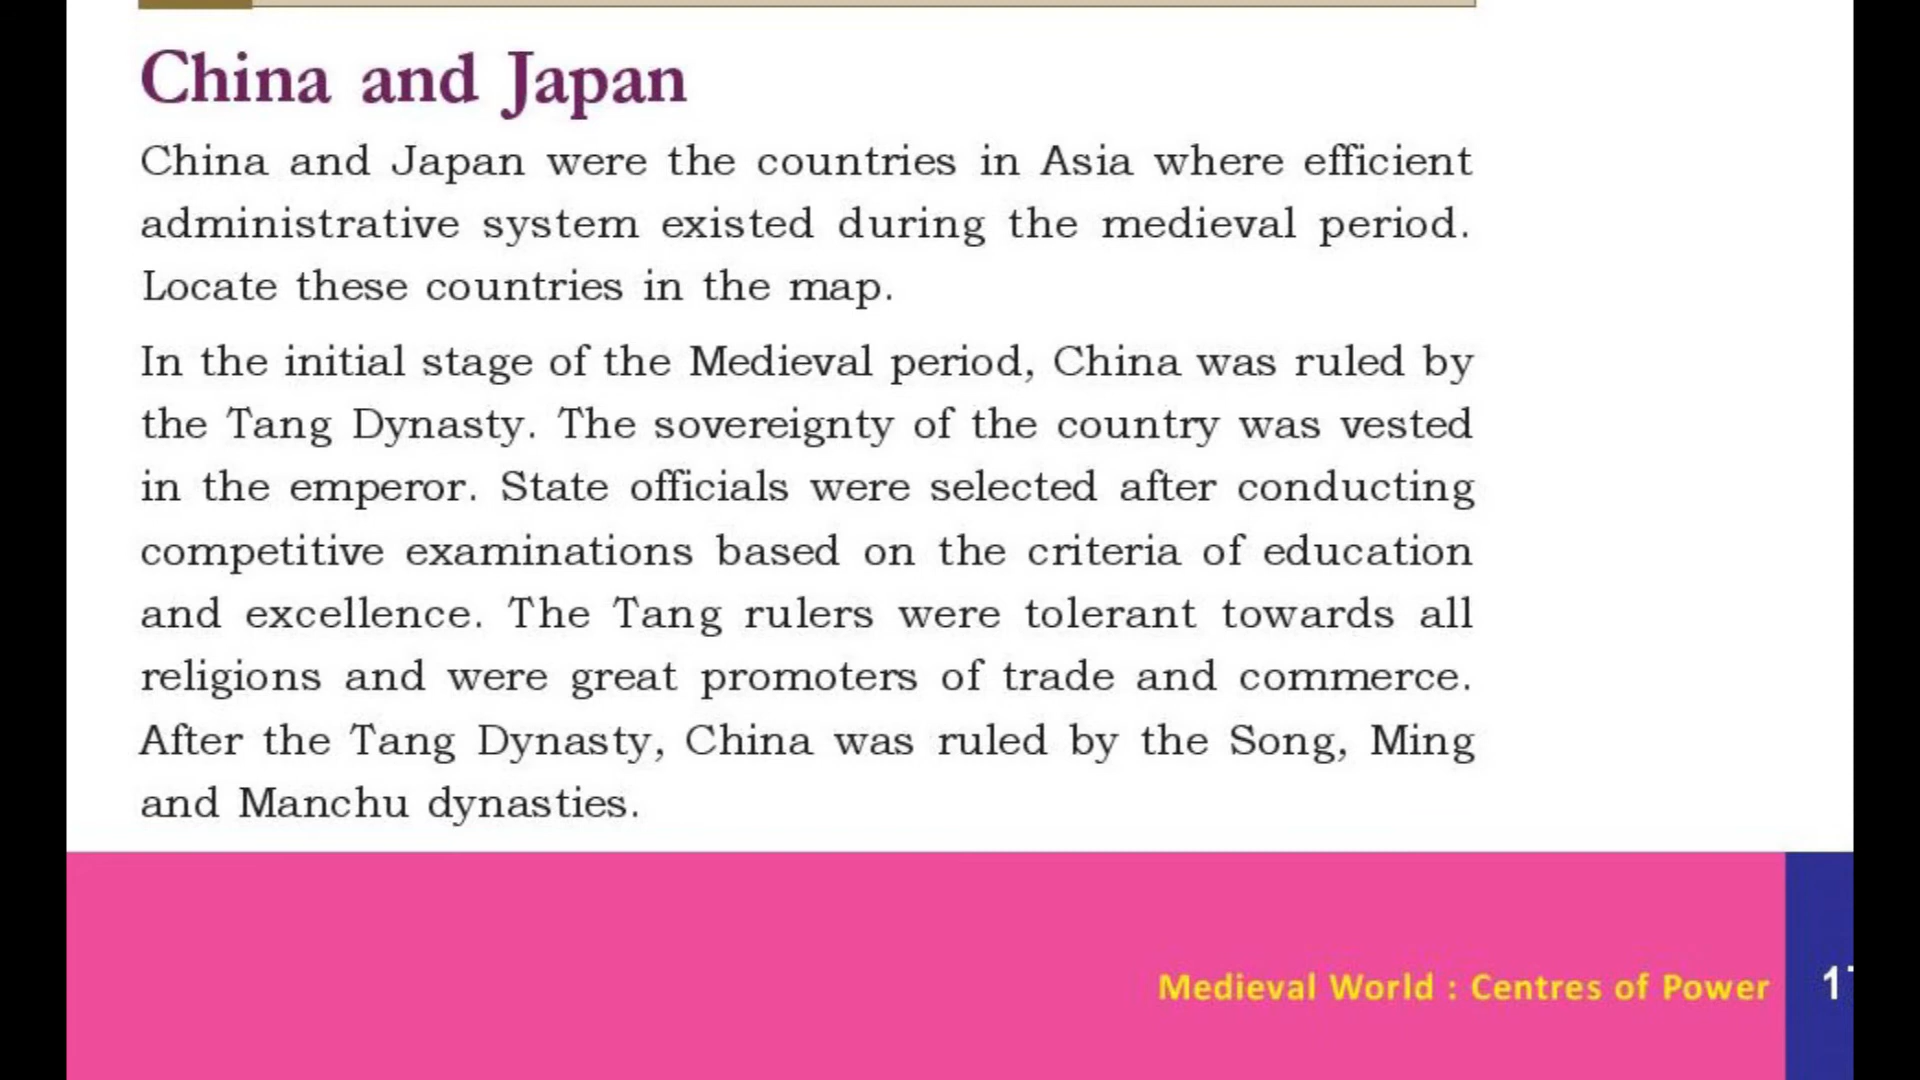 China and Japan
China and Japan were the countries in Asia where efficient
administrative system existed during the medieval period.
Locate these countries in the map.
In the initial stage of the Medieval period, China was ruled by
the Tang Dynasty. The sovereignty of the country was vested
in the emperor. State officials were selected after conducting
competitive examinations based on the criteria of education
and excellence. The Tang rulers were tolerant towards all
religions and were great promoters of trade and commerce.
After the Tang Dynasty, China was ruled by the Song, Ming
and Manchu dynasties.
Medieval World : Centres of Power